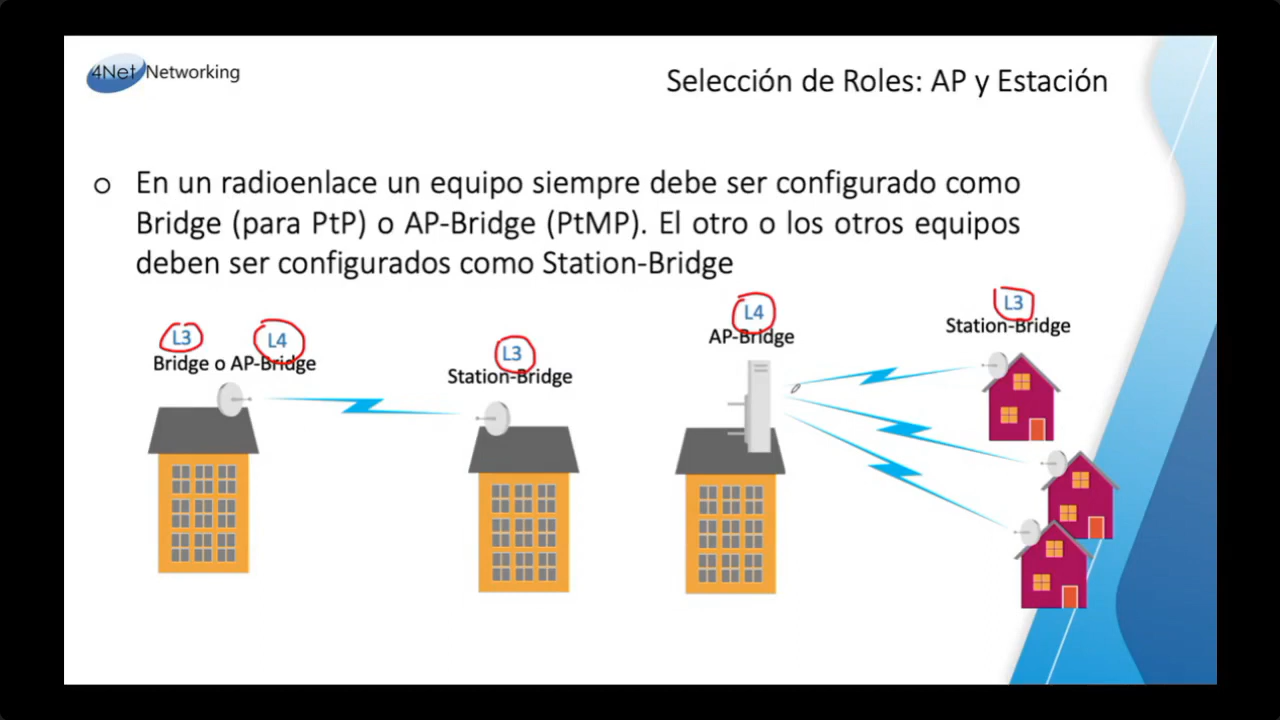 4Net Networking
Selección de Roles: AP y Estación
o En un radioenlace un equipo siempre debe ser configurado como
Bridge (para PtP) o AP-Bridge (PtMP). El otro o los otros equipos
deben ser configurados como Station-Bridge
L3 L4
Bridge o AP-Bridge
L3
Station-Bridge
L4
AP-Bridge
L3
Station-Bridge